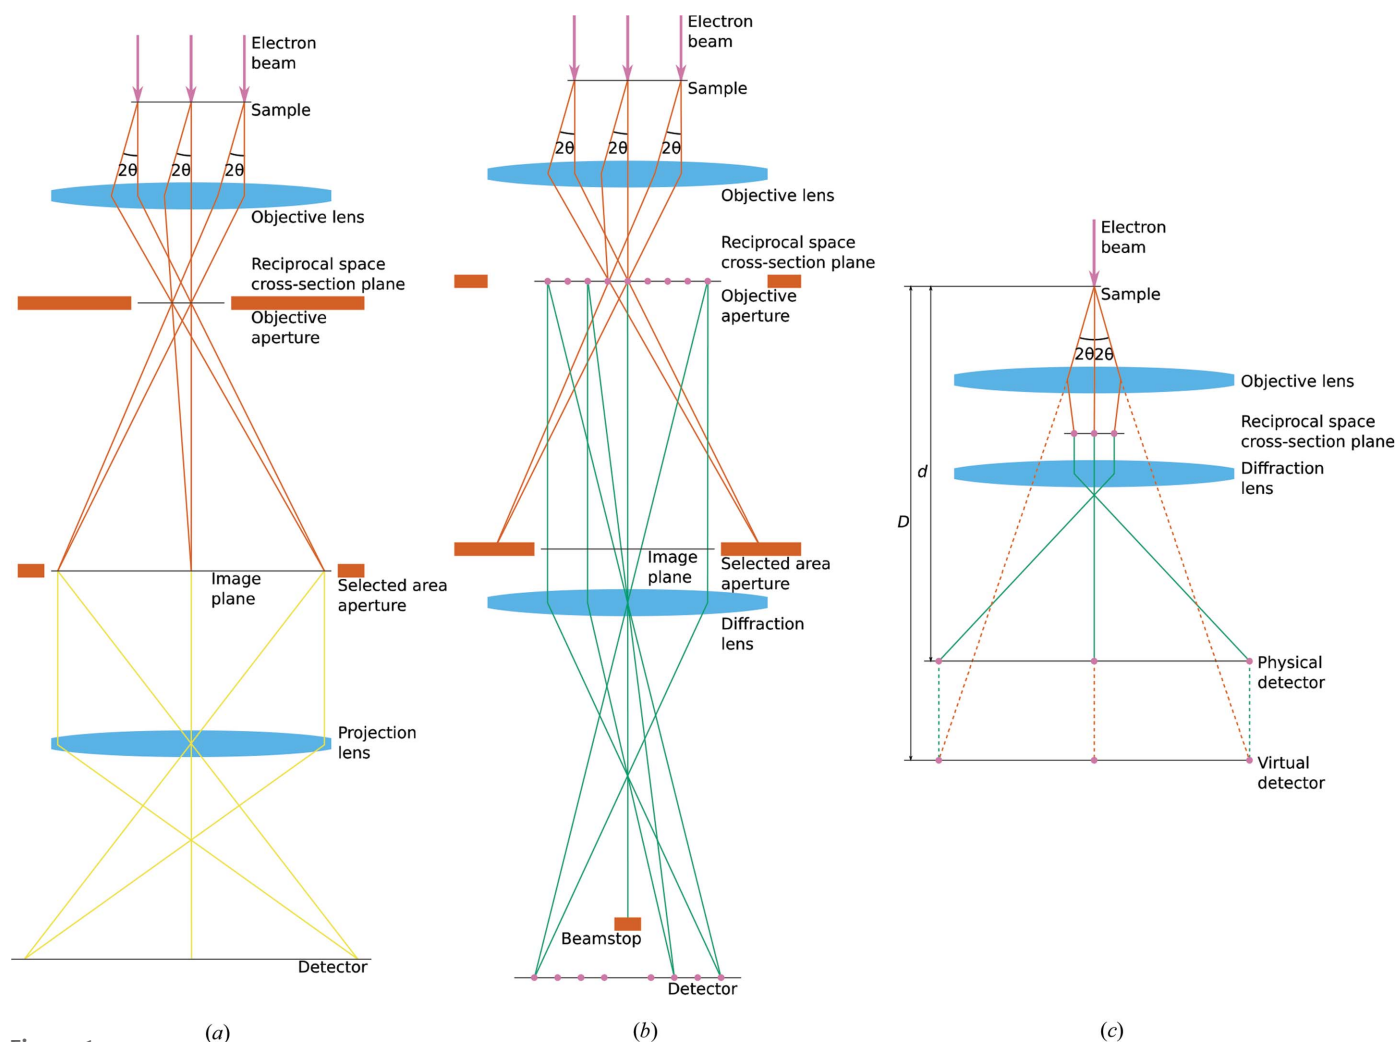 Electron
beam
Sample
2θ
2θ
2θ
Objective lens
Reciprocal space
cross-section plane
Objective
aperture
Image
plane
Selected area
aperture
Projection
lens
Detector
(a)
Electron
beam
Sample
2θ
2θ
2θ
Objective lens
Reciprocal space
cross-section plane
Objective
aperture
Image
plane
Selected area
aperture
Diffraction
lens
Beamstop
Detector
(b)
Electron
beam
Sample
2θ2θ
Objective lens
Reciprocal space
cross-section plane
Diffraction
lens
d
D
Physical
detector
Virtual
detector
(c)